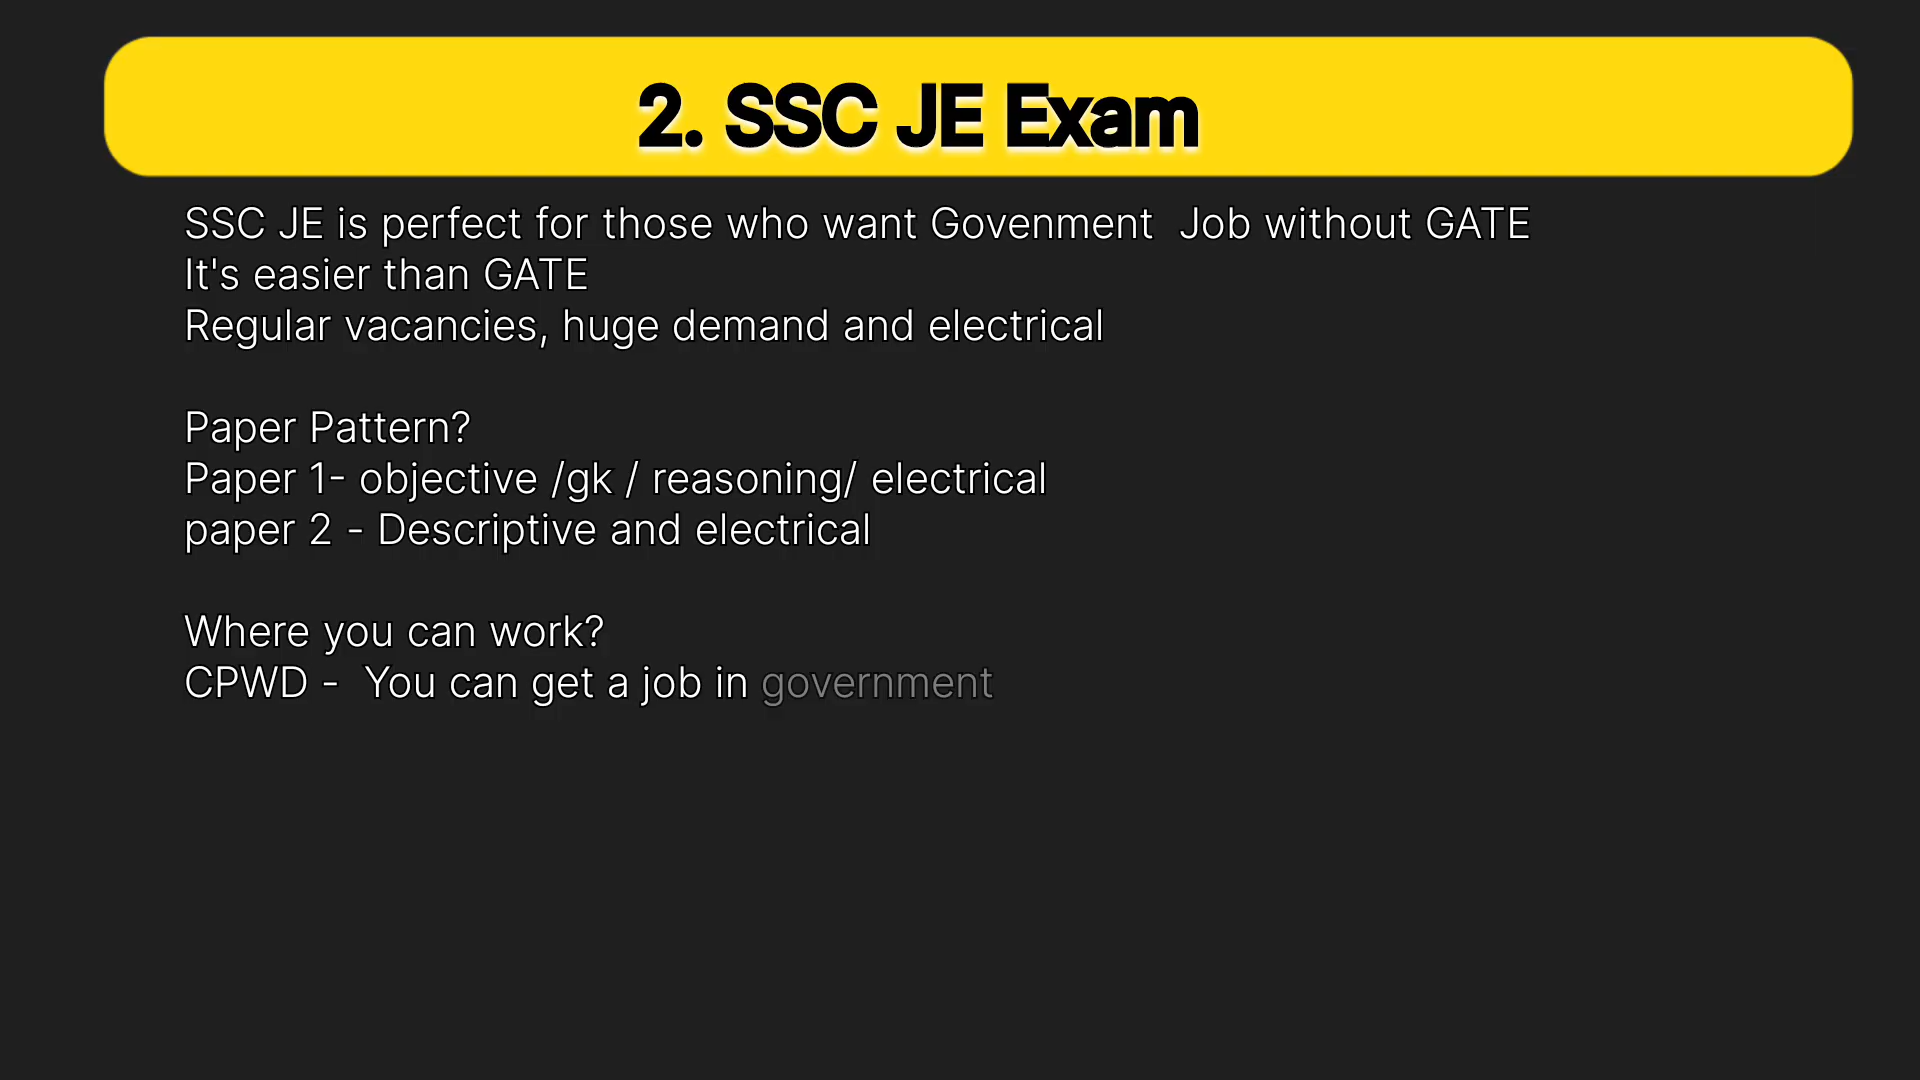 2. SSC JE Exam
SSC JE is perfect for those who want Govenment  Job without GATE
It's easier than GATE
Regular vacancies, huge demand and electrical
Paper Pattern?
Paper 1- objective /gk / reasoning/ electrical
paper 2 - Descriptive and electrical
Where you can work?
CPWD -  You can get a job in government